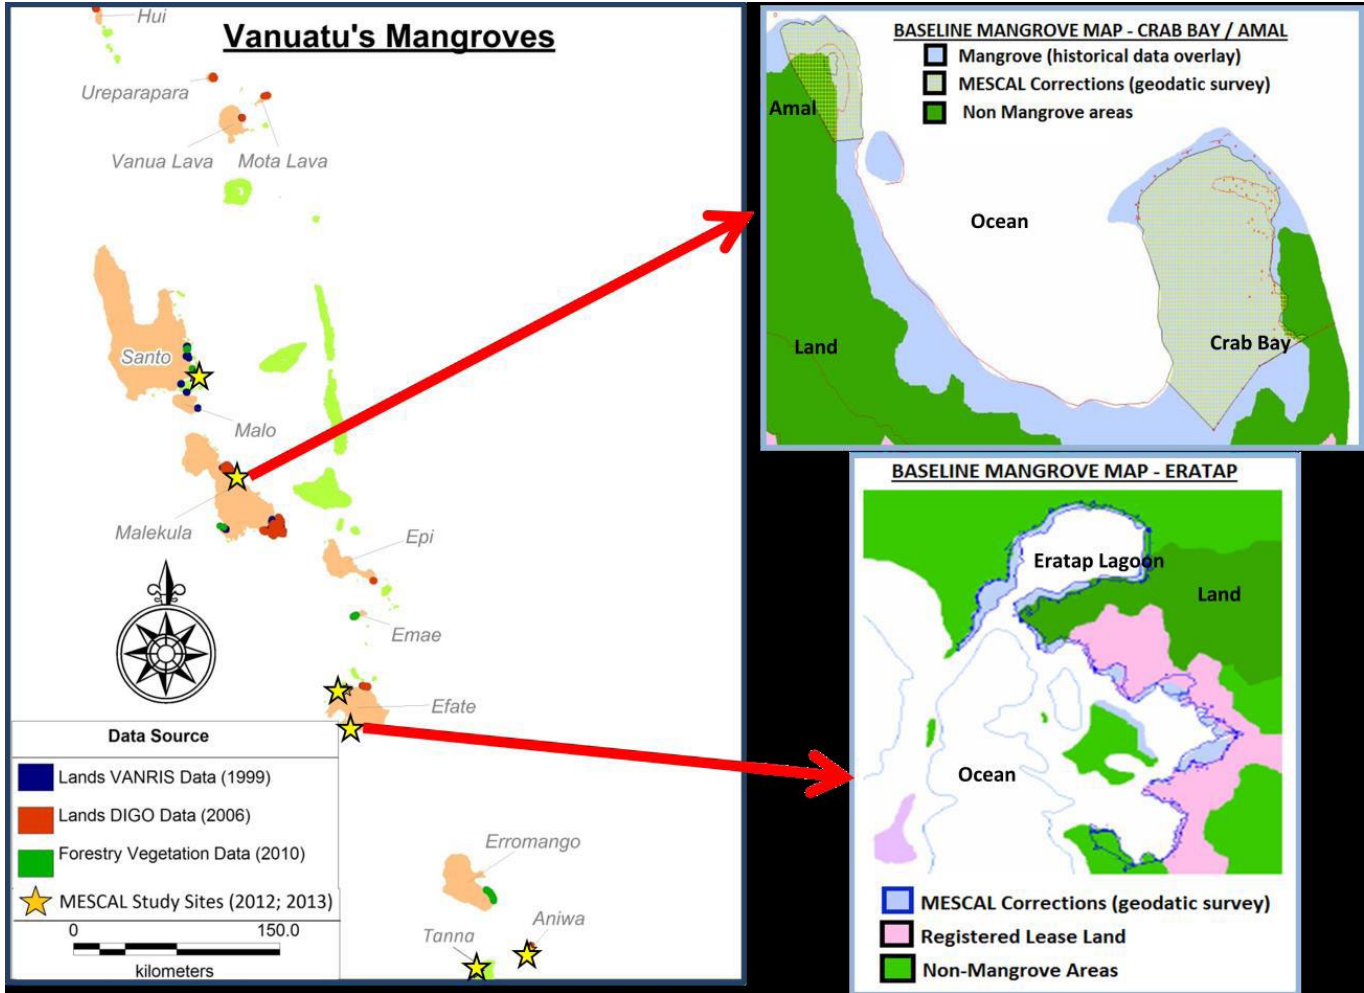 Vanuatu's Mangroves
Hui
Ureparapara
Vanua Lava
Mota Lava
Santo
Malo
Malekula
Epi
Emae
Efate
Erromango
Aniwa
Tanna
Data Source
Lands VANRIS Data (1999)
Lands DIGO Data (2006)
Forestry Vegetation Data (2010)
MESCAL Study Sites (2012; 2013)
0 150.0
kilometers
BASELINE MANGROVE MAP - CRAB BAY / AMAL
Mangrove (historical data overlay)
MESCAL Corrections (geodatic survey)
Non Mangrove areas
Amal
Ocean
Land
Crab Bay
BASELINE MANGROVE MAP - ERATAP
Eratap Lagoon
Land
Ocean
MESCAL Corrections (geodatic survey)
Registered Lease Land
Non-Mangrove Areas